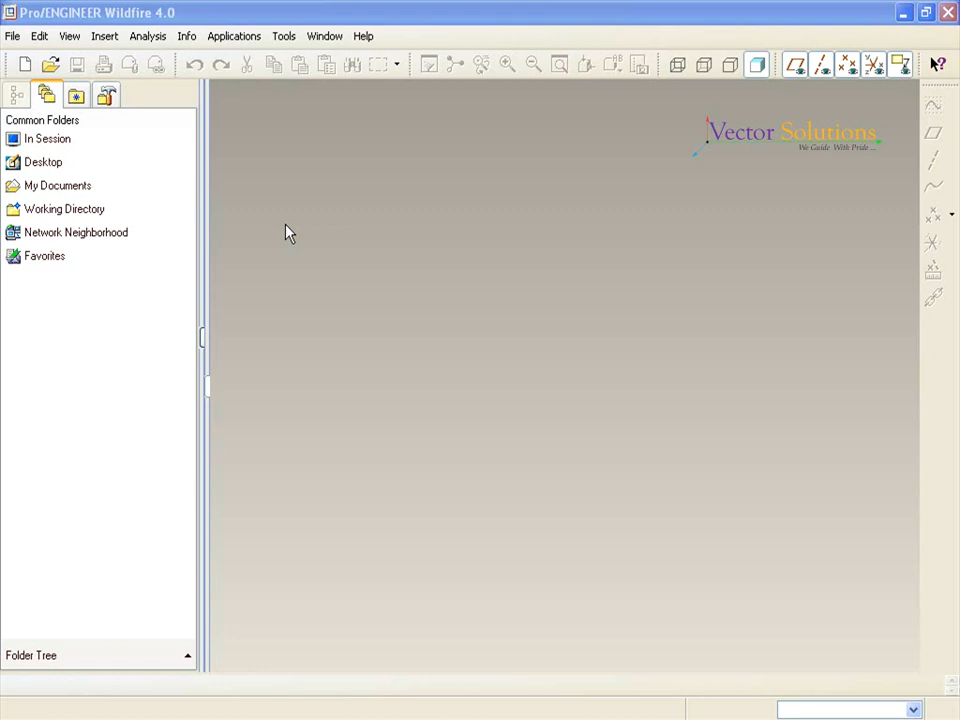 Pro/ENGINEER Wildfire 4.0
File Edit View Insert Analysis Info Applications Tools Window Help
Common Folders
In Session
Desktop
My Documents
Working Directory
Network Neighborhood
Favorites
Vector Solutions
We Guide With Pride ...
Folder Tree